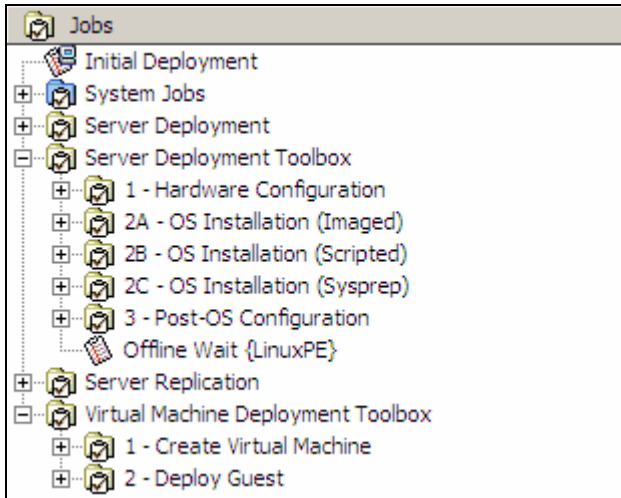 Jobs
Initial Deployment
System Jobs
Server Deployment
Server Deployment Toolbox
1 - Hardware Configuration
2A - OS Installation (Imaged)
2B - OS Installation (Scripted)
2C - OS Installation (Sysprep)
3 - Post-OS Configuration
Offline Wait {LinuxPE}
Server Replication
Virtual Machine Deployment Toolbox
1 - Create Virtual Machine
2 - Deploy Guest